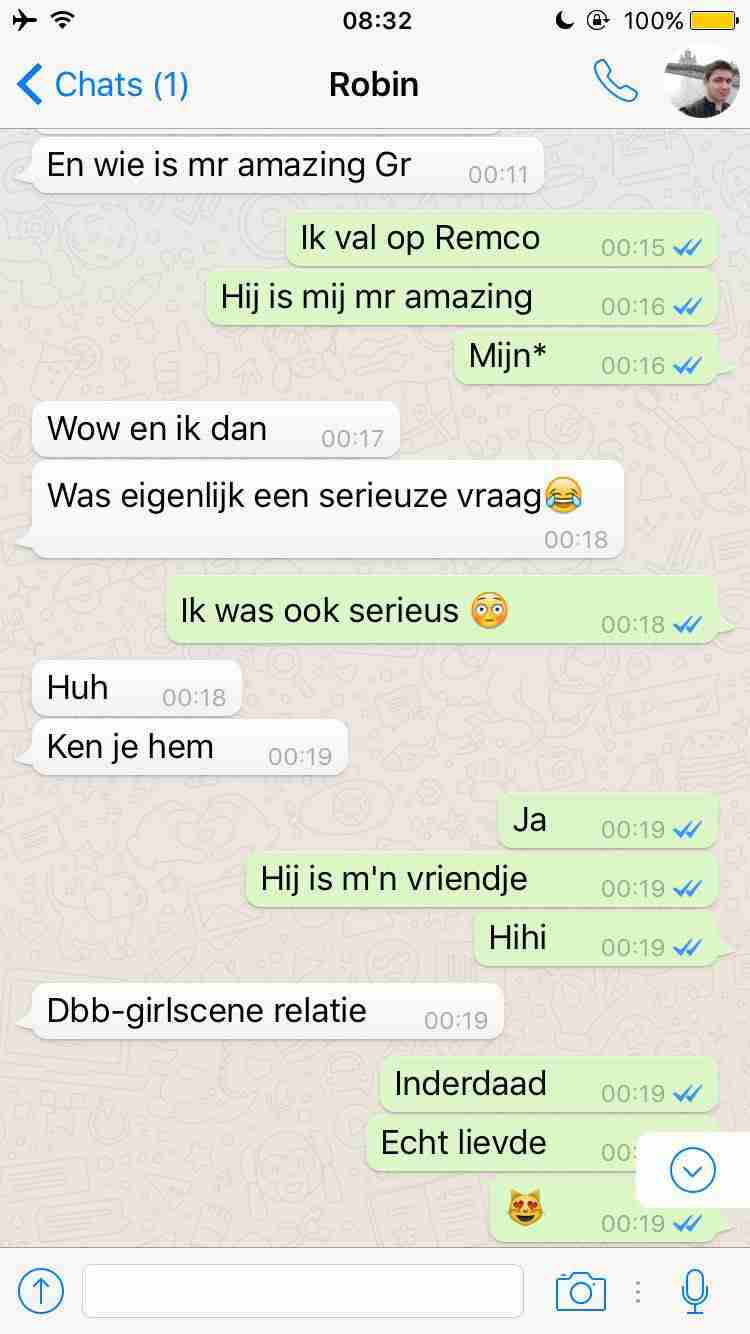 08:32
100%
Chats (1)
Robin
En wie is mr amazing Gr
00:11
Ik val op Remco
00:15
Hij is mij mr amazing
00:16
Mijn*
00:16
Wow en ik dan
00:17
Was eigenlijk een serieuze vraag😂
00:18
Ik was ook serieus 😳
00:18
Huh
00:18
Ken je hem
00:19
Ja
00:19
Hij is m'n vriendje
00:19
Hihi
00:19
Dbb-girlscene relatie
00:19
Inderdaad
00:19
Echt lievde
00:
😻
00:19